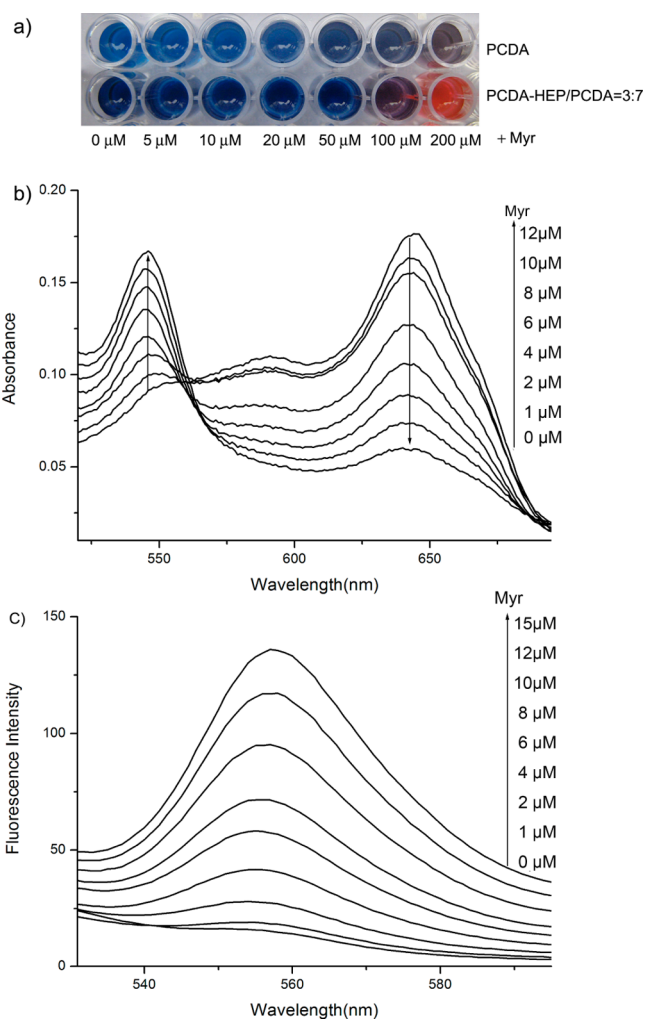 a)
PCDA
PCDA-HEP/PCDA=3:7
0 μM 5 μM 10 μM 20 μM 50 μM 100 μM 200 μM + Myr
b)
0.20
0.15
0.10
0.05
Absorbance
550 600 650
Wavelength(nm)
Myr
12μM
10μM
8 μM
6 μM
4 μM
2 μM
1 μM
0 μM
C)
150
100
50
0
Fluorescence Intensity
540 560 580
Wavelength(nm)
Myr
15μM
12μM
10μM
8 μM
6 μM
4 μM
2 μM
1 μM
0 μM